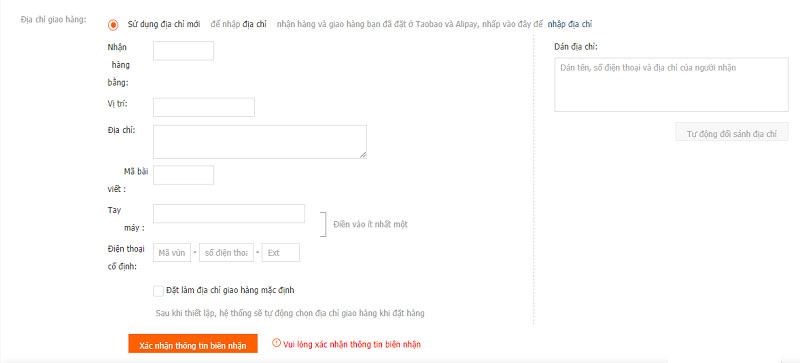 Địa chỉ giao hàng:
Sử dụng địa chỉ mới để nhập địa chỉ nhận hàng và giao hàng bạn đã đặt ở Taobao và Alipay, nhấp vào đây để nhập địa chỉ
Nhận
hàng
bằng:
Vị trí:
Địa chỉ:
Mã bài
viết :
Tay
máy :
Điền vào ít nhất một
Điện thoại
cố định:
Mã vùn - số điện thoạ - Ext
Đặt làm địa chỉ giao hàng mặc định
Sau khi thiết lập, hệ thống sẽ tự động chọn địa chỉ giao hàng khi đặt hàng
Xác nhận thông tin biên nhận
Vui lòng xác nhận thông tin biên nhận
Dán địa chỉ:
Dán tên, số điện thoại và địa chỉ của người nhận
Tự động đối sánh địa chỉ